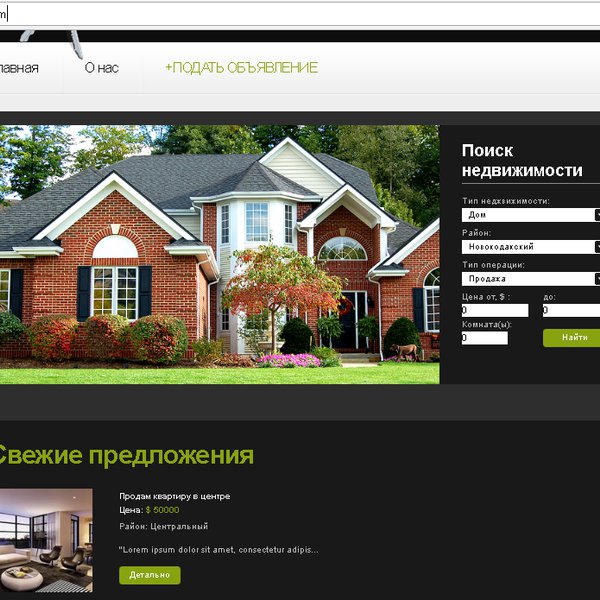 m
лавная О нас +ПОДАТЬ ОБЪЯВЛЕНИЕ
Поиск
недвижимости
Тип недвижимости:
Дом
Район:
Новокодакский
Тип операции:
Продажа
Цена от, $ : до:
0 0
Комната(ы):
0 Найти
Свежие предложения
Продам квартиру в центре
Цена: $ 50000
Район: Центральный
"Lorem ipsum dolor sit amet, consectetur adipis...
Детально